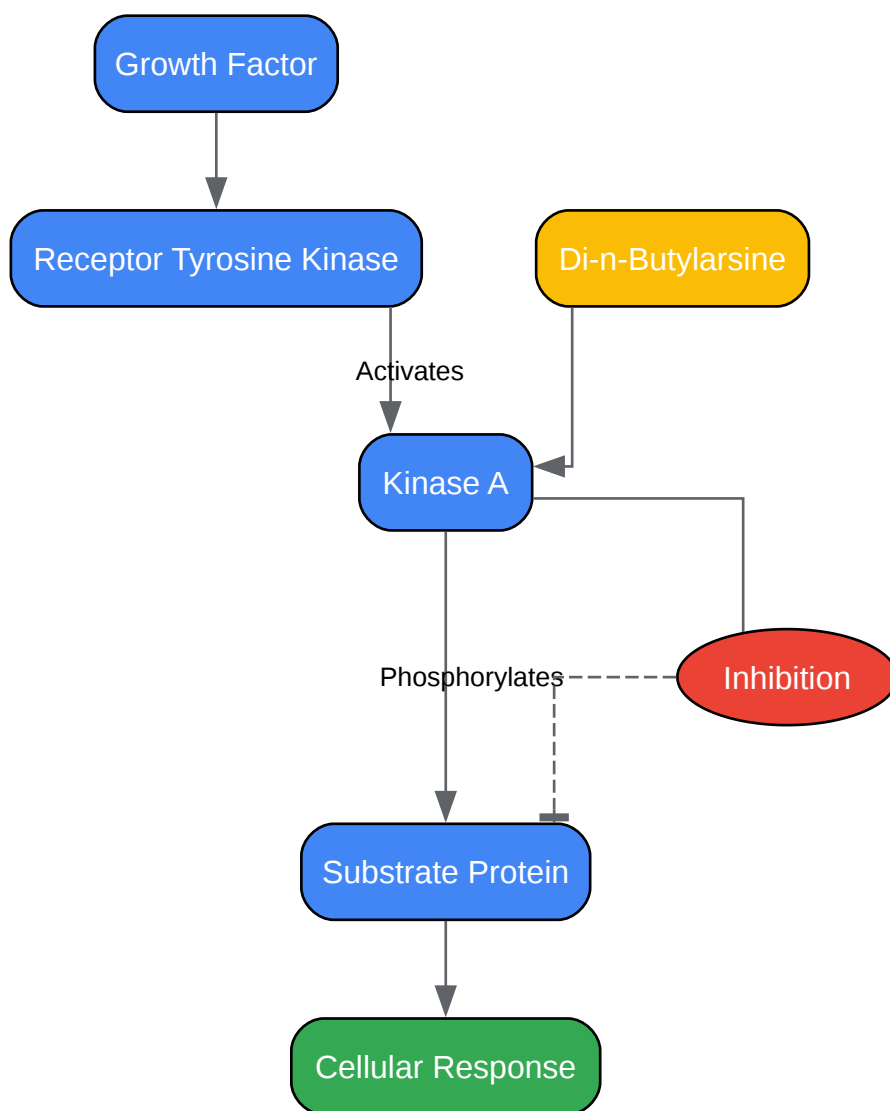 Growth Factor
Receptor Tyrosine Kinase
Di-n-Butylarsine
Activates
Kinase A
Phosphorylates
Inhibition
Substrate Protein
Cellular Response